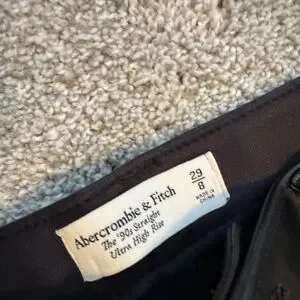 Abercrombie & Fitch
The '90s Straight
Ultra High Rise
29
8
MADE IN
CHINA